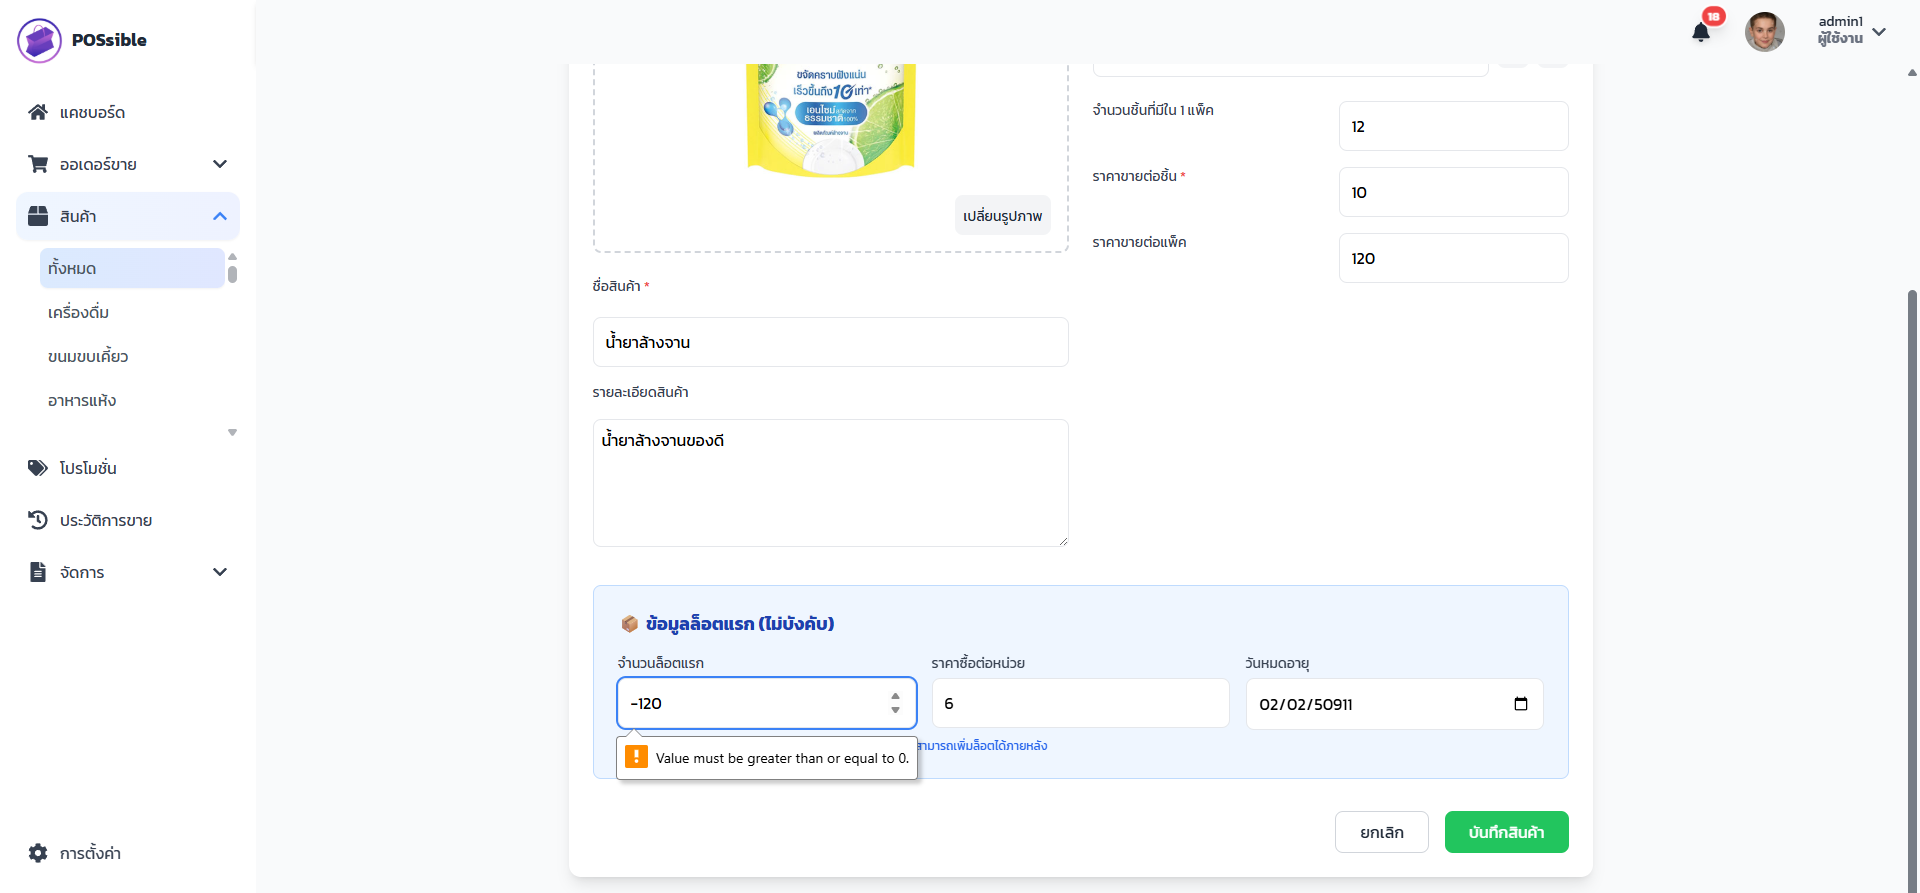 POSsible
18
admin1
ผู้ใช้งาน
แคชบอร์ด
ออเดอร์ขาย
สินค้า
ทั้งหมด
เครื่องดื่ม
ขนมขบเคี้ยว
อาหารแห้ง
โปรโมชั่น
ประวัติการขาย
จัดการ
การตั้งค่า
ขจัดคราบฝังแน่น
เร็วขึ้นถึง10เท่า*
เอนไซม์
ธรรมชาติ 100%
เปลี่ยนรูปภาพ
ชื่อสินค้า *
น้ำยาล้างจาน
รายละเอียดสินค้า
น้ำยาล้างจานของดี
จำนวนชิ้นที่มีใน 1 แพ็ค
12
ราคาขายต่อชิ้น *
10
ราคาขายต่อแพ็ค
120
📦 ข้อมูลล็อตแรก (ไม่บังคับ)
จำนวนล็อตแรก
-120
ราคาซื้อต่อหน่วย
6
วันหมดอายุ
02/02/50911
สามารถเพิ่มล็อตได้ภายหลัง
Value must be greater than or equal to 0.
ยกเลิก
บันทึกสินค้า